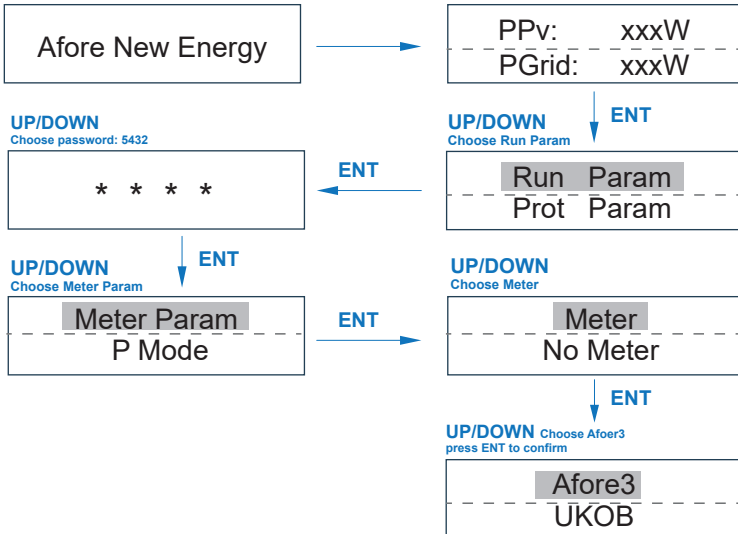 Afore New Energy
PPv: xxxW
PGrid: xxxW
ENT
UP/DOWN
Choose Run Param
Run Param
Prot Param
ENT
UP/DOWN
Choose password: 5432
* * * *
ENT
UP/DOWN
Choose Meter Param
Meter Param
P Mode
ENT
UP/DOWN
Choose Meter
Meter
No Meter
ENT
UP/DOWN Choose Afoer3
press ENT to confirm
Afore3
UKOB